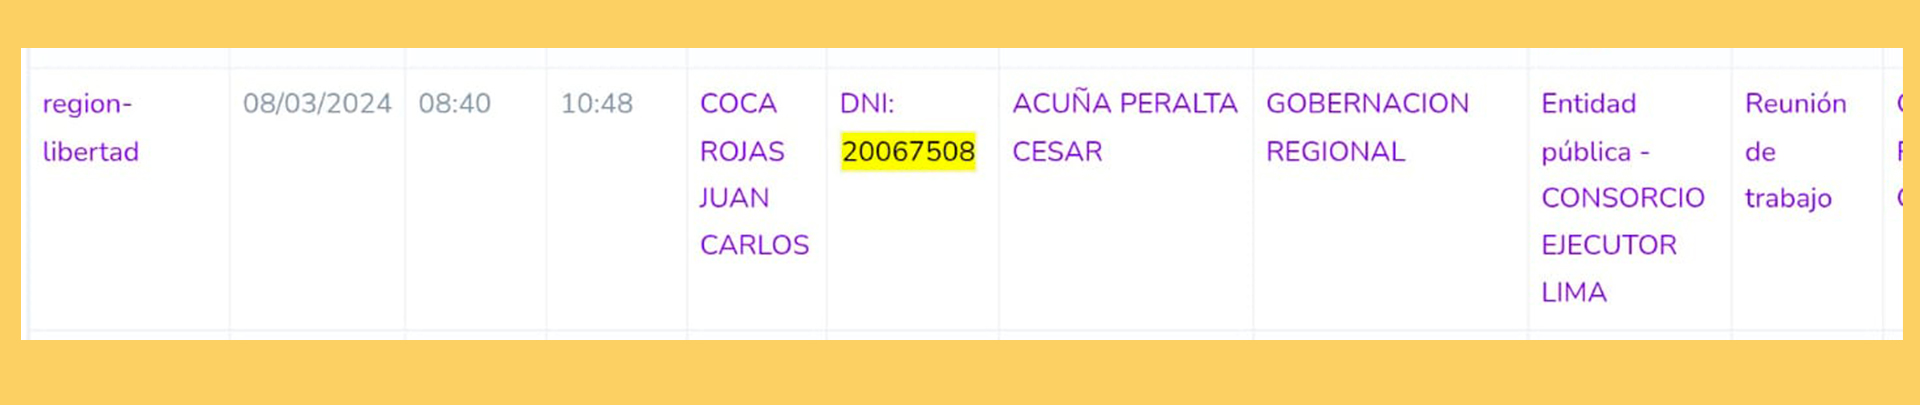 region-
libertad
08/03/2024
08:40
10:48
COCA
ROJAS
JUAN
CARLOS
DNI:
20067508
ACUÑA PERALTA
CESAR
GOBERNACION
REGIONAL
Entidad
pública -
CONSORCIO
EJECUTOR
LIMA
Reunión
de
trabajo